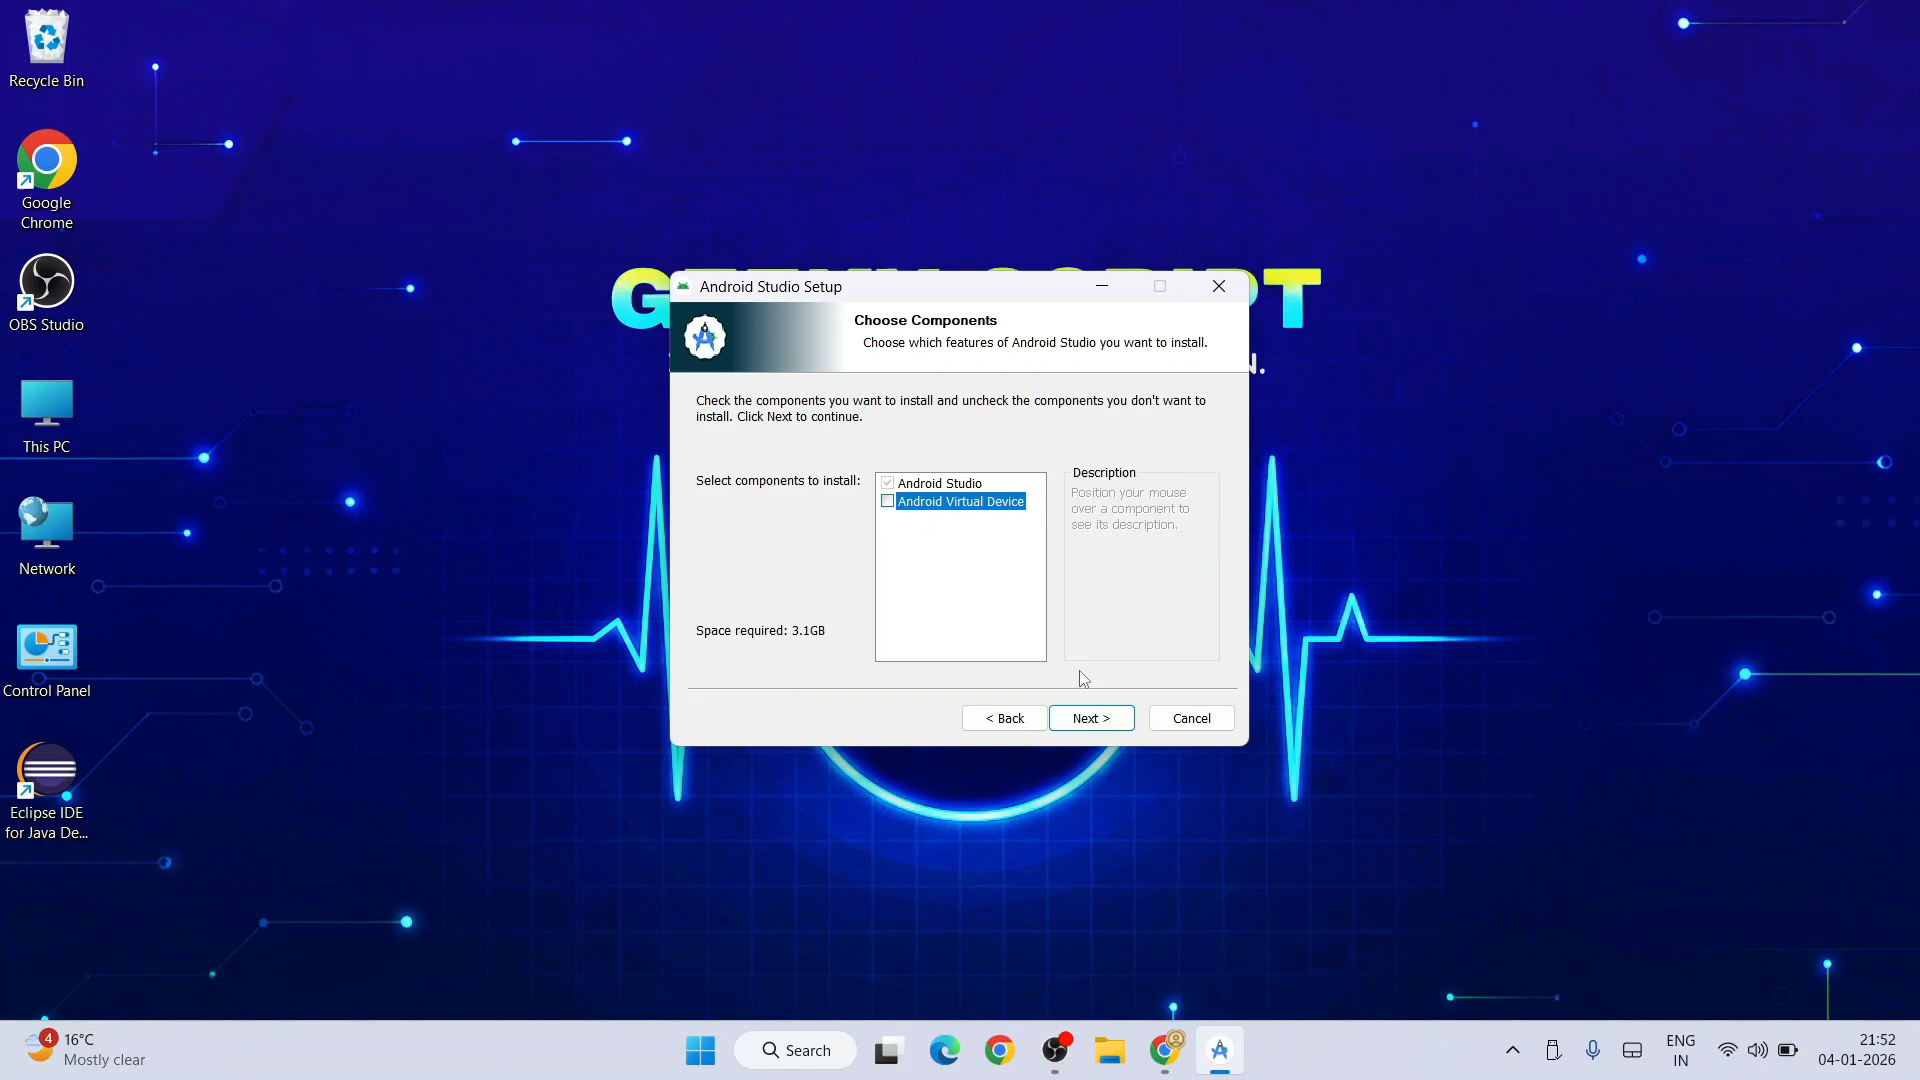 Recycle Bin
Google
Chrome
OBS Studio
This PC
Network
Control Panel
Eclipse IDE
for Java De...
Android Studio Setup
Choose Components
Choose which features of Android Studio you want to install.
Check the components you want to install and uncheck the components you don't want to
install. Click Next to continue.
Select components to install:
Android Studio
Android Virtual Device
Description
Position your mouse
over a component to
see its description.
Space required: 3.1GB
< Back
Next >
Cancel
4
16°C
Mostly clear
Search
ENG
IN
21:52
04-01-2026